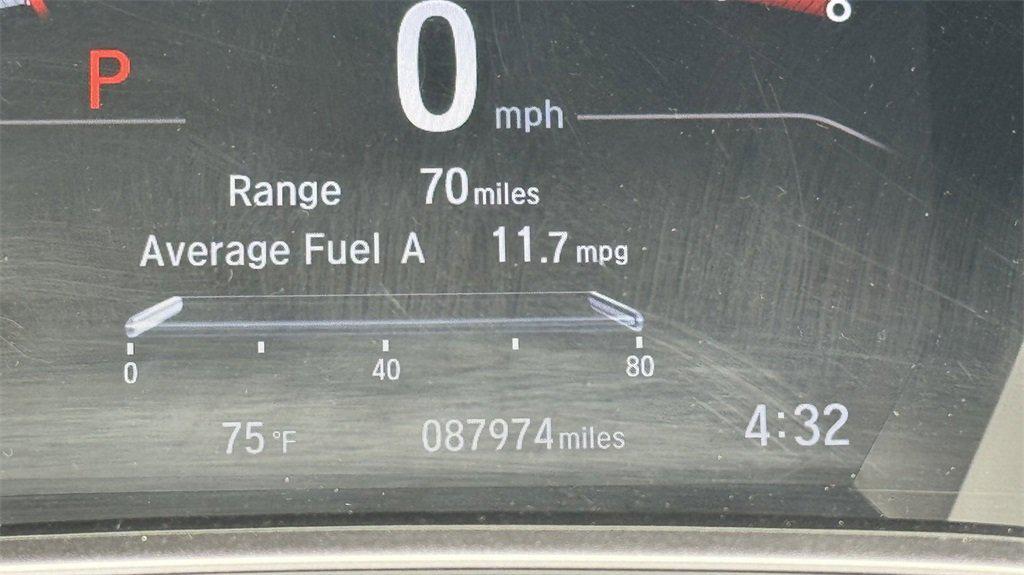 P
0 mph
Range 70 miles
Average Fuel A 11.7 mpg
0 40 80
75 °F 087974 miles 4:32